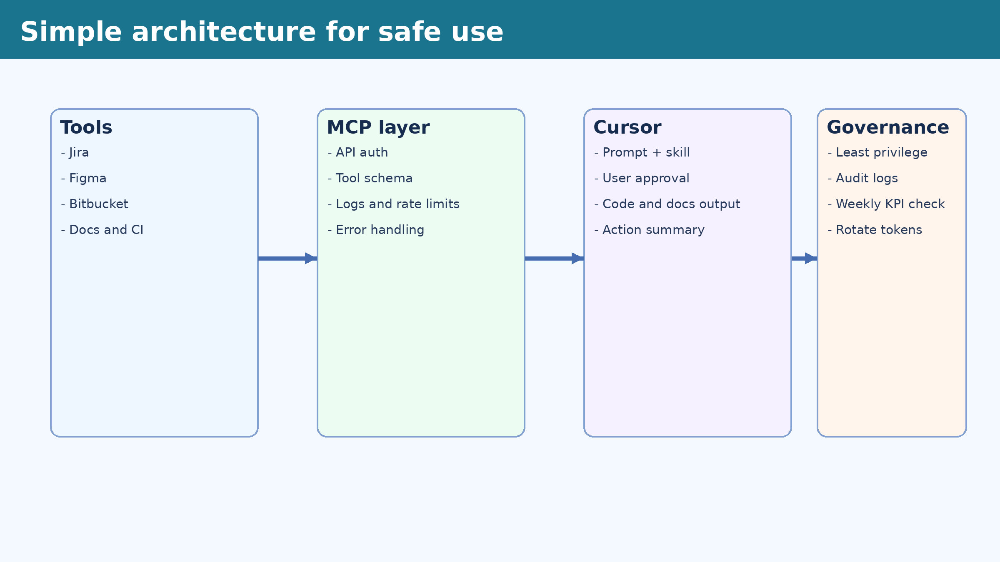 Simple architecture for safe use
Tools
- Jira
- Figma
- Bitbucket
- Docs and CI
MCP layer
- API auth
- Tool schema
- Logs and rate limits
- Error handling
Cursor
- Prompt + skill
- User approval
- Code and docs output
- Action summary
Governance
- Least privilege
- Audit logs
- Weekly KPI check
- Rotate tokens